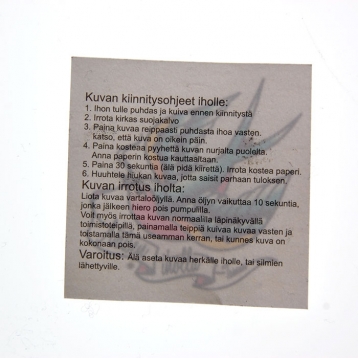 Kuvan kiinnitysohjeet iholle:
1. Ihon tulle puhdas ja kuiva ennen kiinnitystä
2. Irrota kirkas suojakalvo
3. Paina kuvaa reippaasti puhdasta ihoa vasten.
katso, että kuva on oikein päin.
4. Paina kosteaa pyyhettä kuvan nurjalta puolelta.
Anna paperin kostua kauttaaltaan.
5. Paina 30 sekuntia (älä pidä kiirettä). Irrota kostea paperi.
6. Huuhtele hiukan kuvaa, jotta saisit parhaan tuloksen.
Kuvan irrotus iholta:
Liota kuvaa vartaloöljyllä. Anna öljyn vaikuttaa 10 sekuntia,
jonka jälkeen hiero pois pumpulilla.
Voit myös irrottaa kuvan normaalilla läpinäkyvällä
toimistoteipillä, painamalla teippiä kuivaa kuvaa vasten ja
toistamalla tämä useamman kerran, tai kunnes kuva on
kokonaan pois.
Varoitus: Älä aseta kuvaa herkälle iholle, tai silmien
lähettyville.